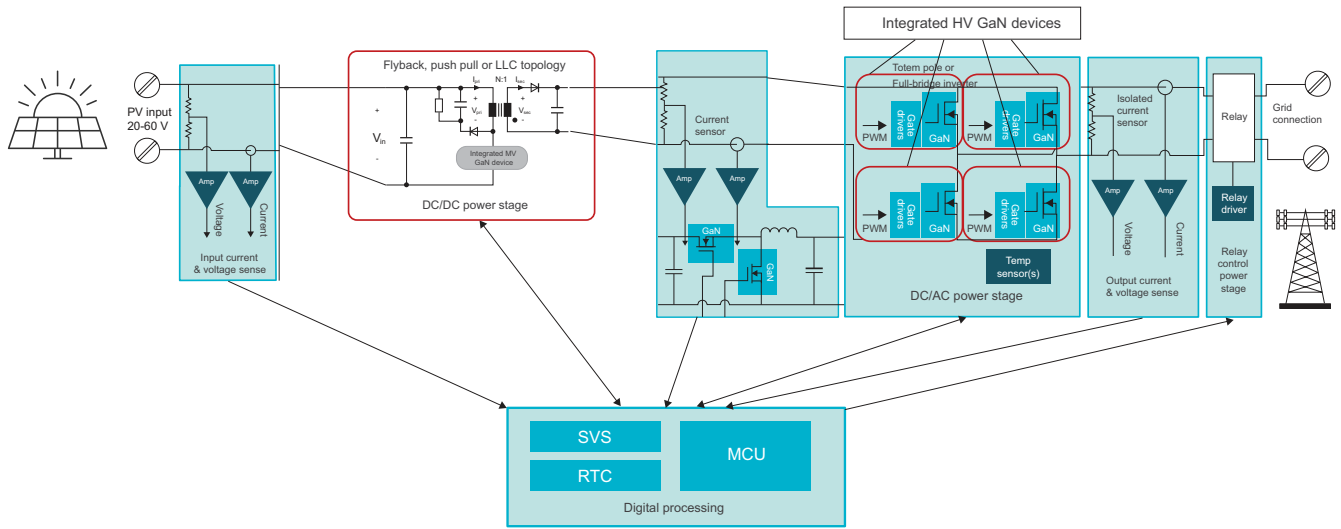 Integrated HV GaN devices
PV input
20-60 V
Amp
Amp
Voltage
Current
Input current
& voltage sense
Flyback, push pull or LLC topology
N:1
Ipri
Isec
+
Vin
-
+
Vpri
-
+
Vsec
-
Integrated MV
GaN device
DC/DC power stage
Current
sensor
Amp
Amp
GaN
GaN
Totem pole or
Full-bridge inverter
PWM
Gate
drivers
GaN
PWM
Gate
drivers
GaN
PWM
Gate
drivers
GaN
PWM
Gate
drivers
GaN
Temp
sensor(s)
DC/AC power stage
Isolated
current
sensor
Amp
Amp
Voltage
Current
Output current
& voltage sense
Relay
Relay
driver
Relay
control
power
stage
Grid
connection
SVS
RTC
MCU
Digital processing